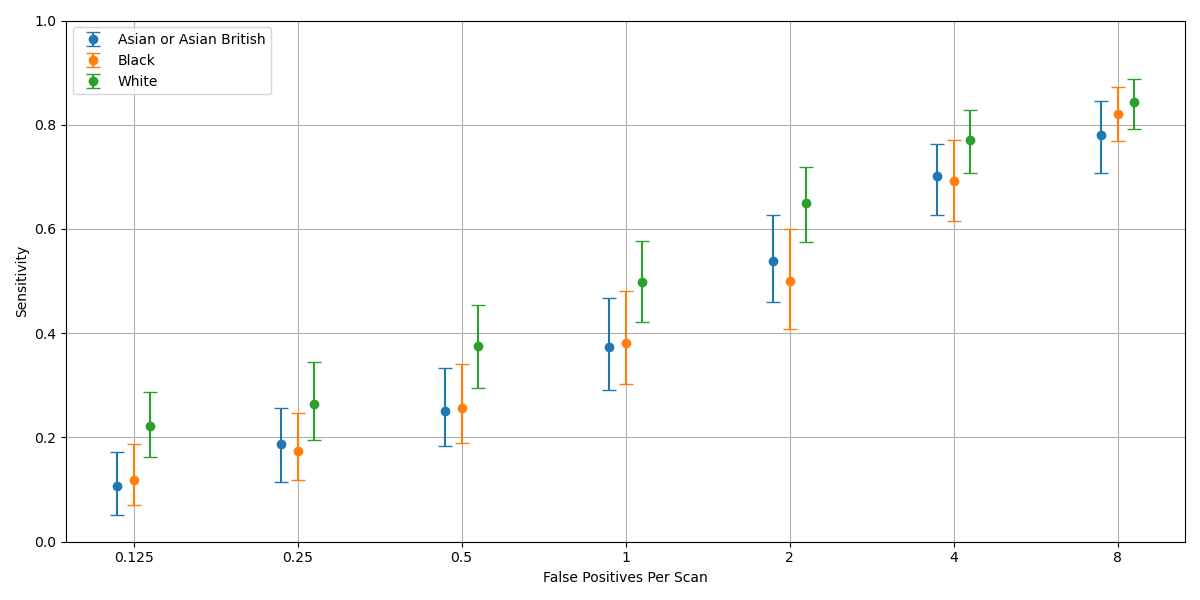 Asian or Asian British
Black
White
1.0
0.8
0.6
0.4
0.2
0.0
Sensitivity
0.125 0.25 0.5 1 2 4 8
False Positives Per Scan